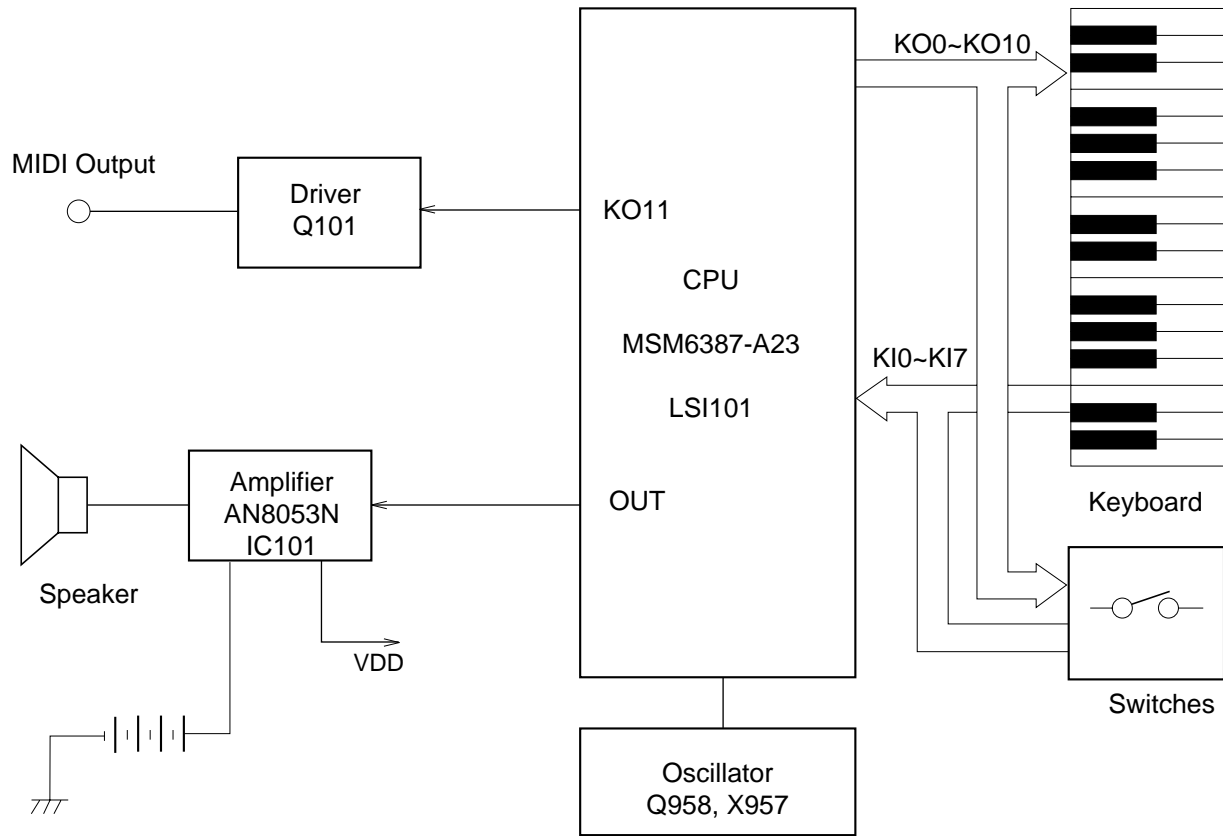 KO0~KO10
MIDI Output
Driver
Q101
KO11
CPU
MSM6387-A23
LSI101
KI0~KI7
Amplifier
AN8053N
IC101
OUT
Keyboard
Speaker
VDD
Switches
Oscillator
Q958, X957